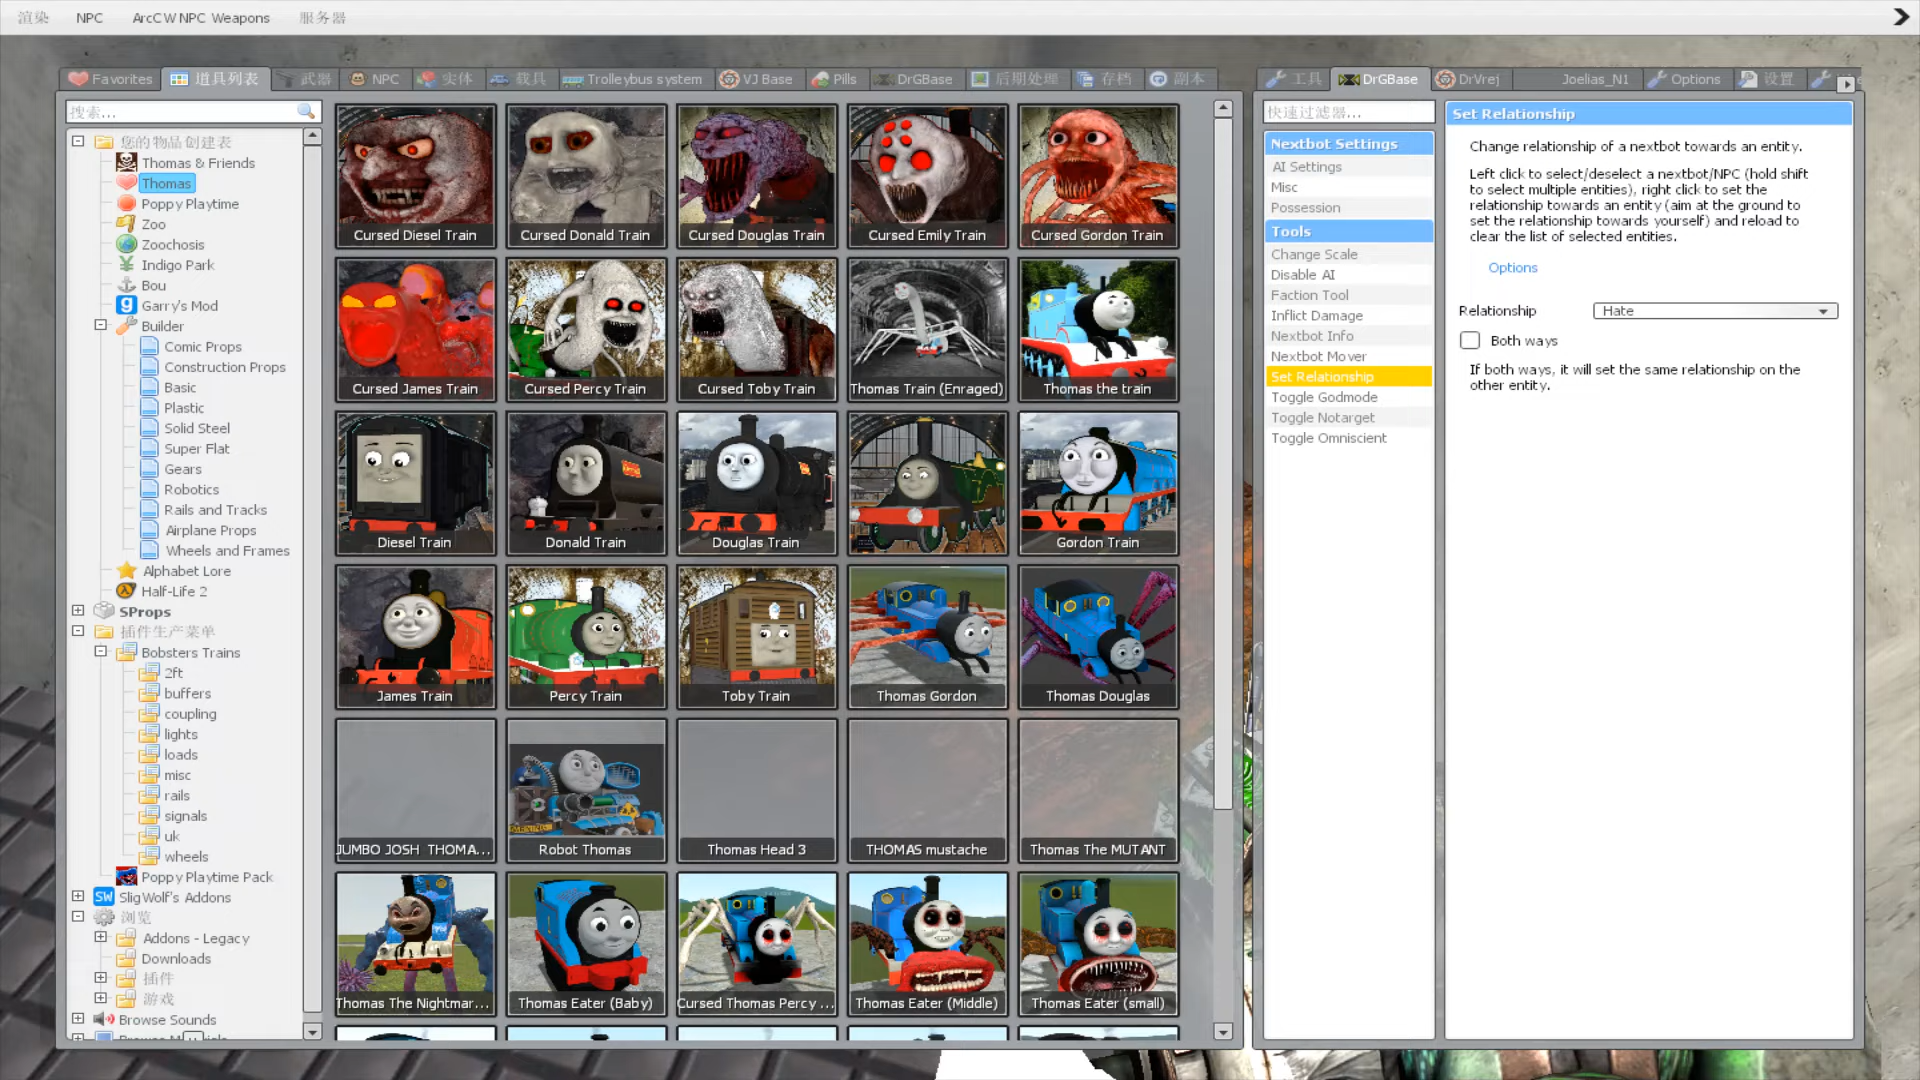 渲染 NPC ArcCW NPC Weapons 服务器
Favorites 道具列表 武器 NPC 实体 载具 Trolleybus system VJ Base Pills DrGBase 后期处理 存档 副本
搜索...
您的物品创建表
Thomas & Friends
Thomas
Poppy Playtime
Zoo
Zoochosis
Indigo Park
Bou
Garry's Mod
Builder
Comic Props
Construction Props
Basic
Plastic
Solid Steel
Super Flat
Gears
Robotics
Rails and Tracks
Airplane Props
Wheels and Frames
Alphabet Lore
Half-Life 2
SProps
插件生产菜单
Bobsters Trains
2ft
buffers
coupling
lights
loads
misc
rails
signals
uk
wheels
Poppy Playtime Pack
SW SligWolf's Addons
浏览
Addons - Legacy
Downloads
插件
游戏
Browse Sounds
Cursed Diesel Train Cursed Donald Train Cursed Douglas Train Cursed Emily Train Cursed Gordon Train
Cursed James Train Cursed Percy Train Cursed Toby Train Thomas Train (Enraged) Thomas the train
Diesel Train Donald Train Douglas Train Gordon Train
James Train Percy Train Toby Train Thomas Gordon Thomas Douglas
JUMBO JOSH THOMA... Robot Thomas Thomas Head 3 THOMAS mustache Thomas The MUTANT
Thomas The Nightmar... Thomas Eater (Baby) Cursed Thomas Percy ... Thomas Eater (Middle) Thomas Eater (small)
工具 DrGBase DrVrej Joelias_N1 Options 设置
快速过滤器...
Nextbot Settings
AI Settings
Misc
Possession
Tools
Change Scale
Disable AI
Faction Tool
Inflict Damage
Nextbot Info
Nextbot Mover
Set Relationship
Toggle Godmode
Toggle Notarget
Toggle Omniscient
Set Relationship
Change relationship of a nextbot towards an entity.
Left click to select/deselect a nextbot/NPC (hold shift
to select multiple entities), right click to set the
relationship towards an entity (aim at the ground to
set the relationship towards yourself) and reload to
clear the list of selected entities.
Options
Relationship Hate
Both ways
If both ways, it will set the same relationship on the
other entity.